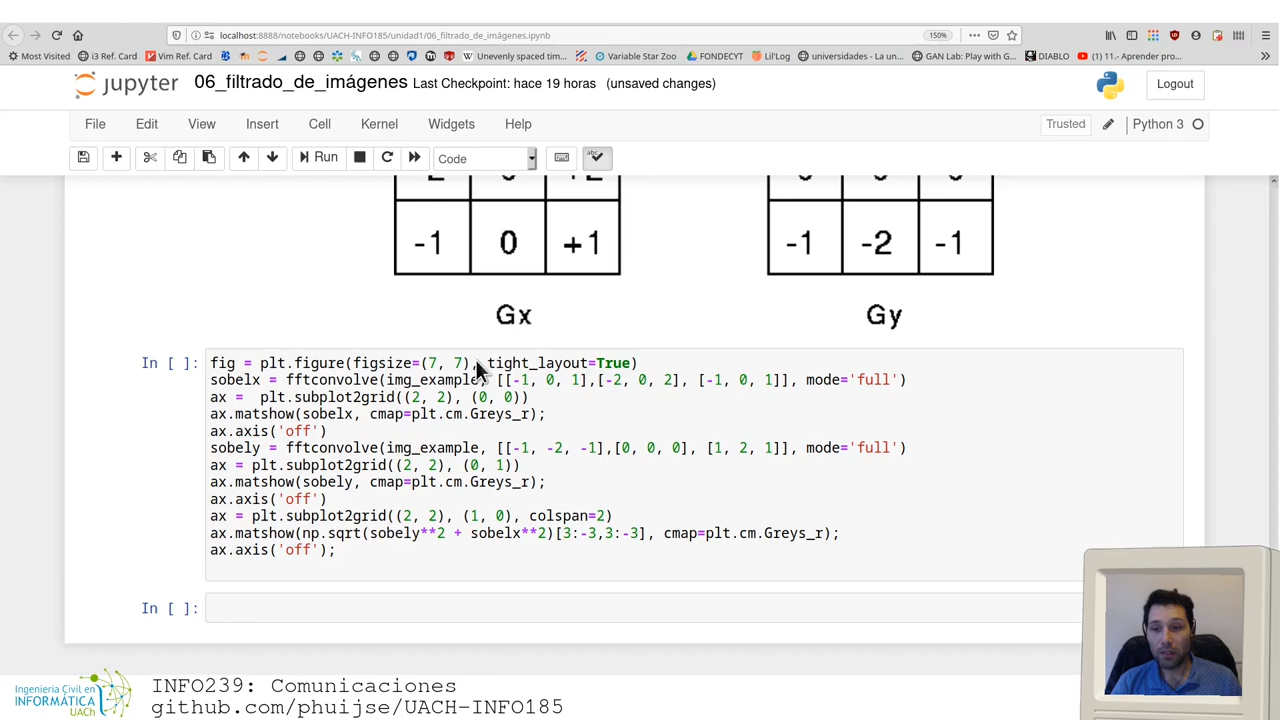 localhost:8888/notebooks/UACH-INFO185/unidad1/06_filtrado_de_imágenes.ipynb
150%
Most Visited
i3 Ref. Card
Vim Ref. Card
Unevenly spaced tim...
Variable Star Zoo
FONDECYT
Lil'Log
universidades - La un...
GAN Lab: Play with G...
DIABLO
(1) 11.- Aprender pro...
jupyter
06_filtrado_de_imágenes
Last Checkpoint: hace 19 horas
(unsaved changes)
Logout
File
Edit
View
Insert
Cell
Kernel
Widgets
Help
Trusted
Python 3
Run
Code
-1 0 +1
-1 -2 -1
Gx
Gy
In [ ]:
fig = plt.figure(figsize=(7, 7), tight_layout=True)
sobelx = fftconvolve(img_example, [[-1, 0, 1],[-2, 0, 2], [-1, 0, 1]], mode='full')
ax =  plt.subplot2grid((2, 2), (0, 0))
ax.matshow(sobelx, cmap=plt.cm.Greys_r);
ax.axis('off')
sobely = fftconvolve(img_example, [[-1, -2, -1],[0, 0, 0], [1, 2, 1]], mode='full')
ax = plt.subplot2grid((2, 2), (0, 1))
ax.matshow(sobely, cmap=plt.cm.Greys_r);
ax.axis('off')
ax = plt.subplot2grid((2, 2), (1, 0), colspan=2)
ax.matshow(np.sqrt(sobely**2 + sobelx**2)[3:-3,3:-3], cmap=plt.cm.Greys_r);
ax.axis('off');
In [ ]:
Ingeniería Civil en
INFORMÁTICA
UACh
INFO239: Comunicaciones
github.com/phuijse/UACH-INFO185